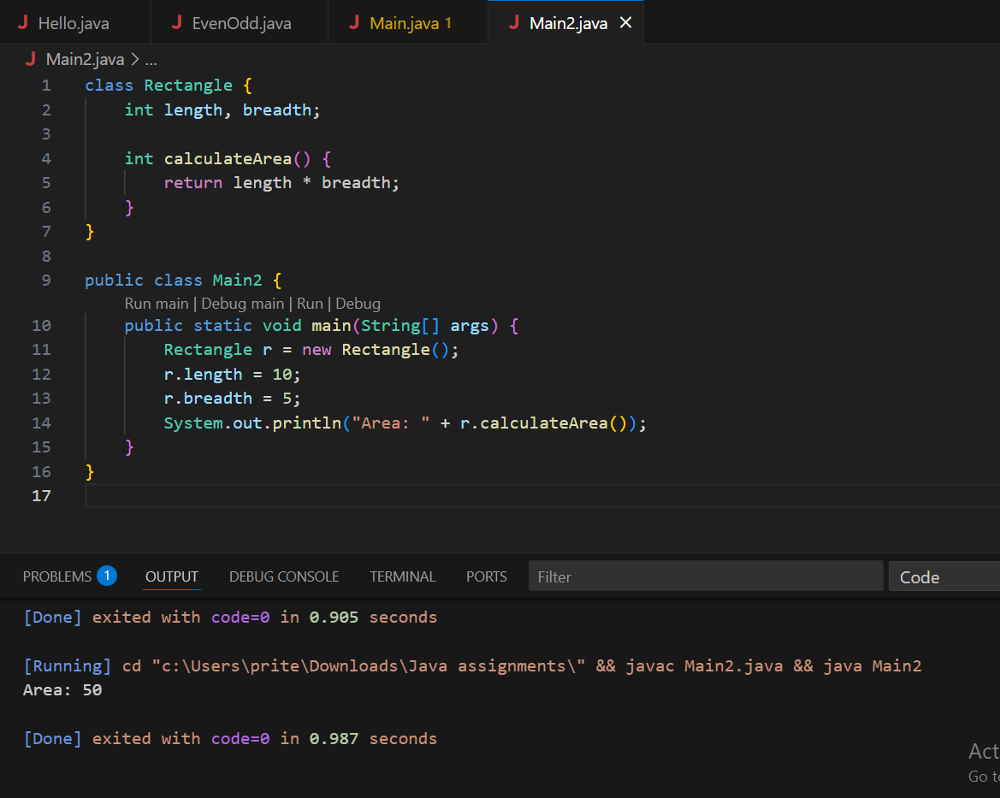 J Hello.java J EvenOdd.java J Main.java 1 J Main2.java ×
J Main2.java > ...
1 class Rectangle {
2     int length, breadth;
3
4     int calculateArea() {
5         return length * breadth;
6     }
7 }
8
9 public class Main2 {
Run main | Debug main | Run | Debug
10     public static void main(String[] args) {
11         Rectangle r = new Rectangle();
12         r.length = 10;
13         r.breadth = 5;
14         System.out.println("Area: " + r.calculateArea());
15     }
16 }
17
PROBLEMS 1 OUTPUT DEBUG CONSOLE TERMINAL PORTS Filter Code
[Done] exited with code=0 in 0.905 seconds
[Running] cd "c:\Users\prite\Downloads\Java assignments\" && javac Main2.java && java Main2
Area: 50
[Done] exited with code=0 in 0.987 seconds
Act
Go to